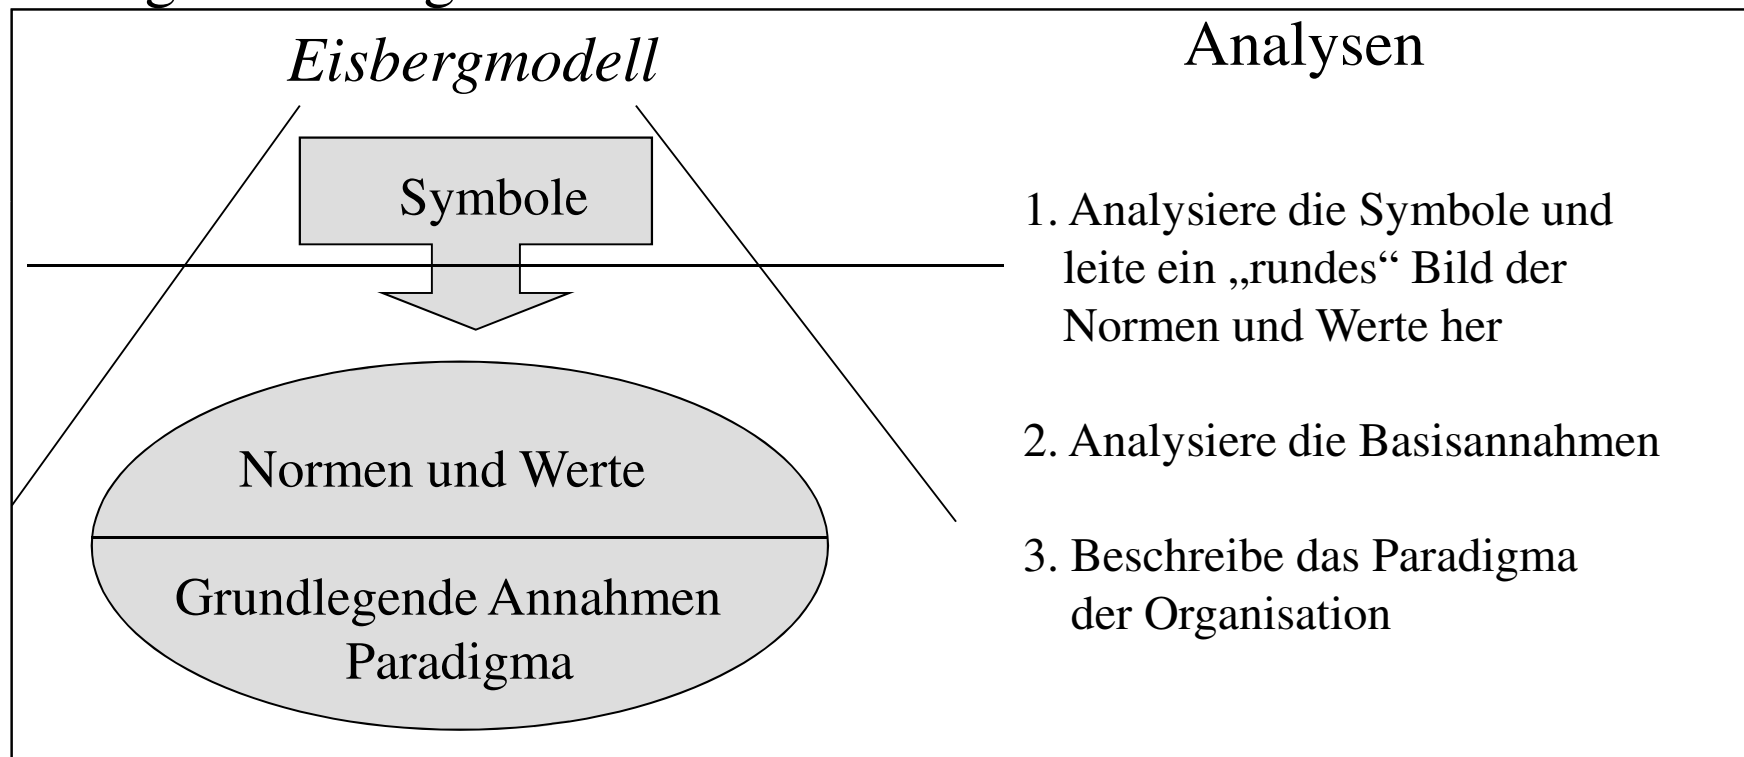 Eisbergmodell
Symbole
Normen und Werte
Grundlegende Annahmen
Paradigma
Analysen
1. Analysiere die Symbole und
leite ein „rundes“ Bild der
Normen und Werte her
2. Analysiere die Basisannahmen
3. Beschreibe das Paradigma
der Organisation